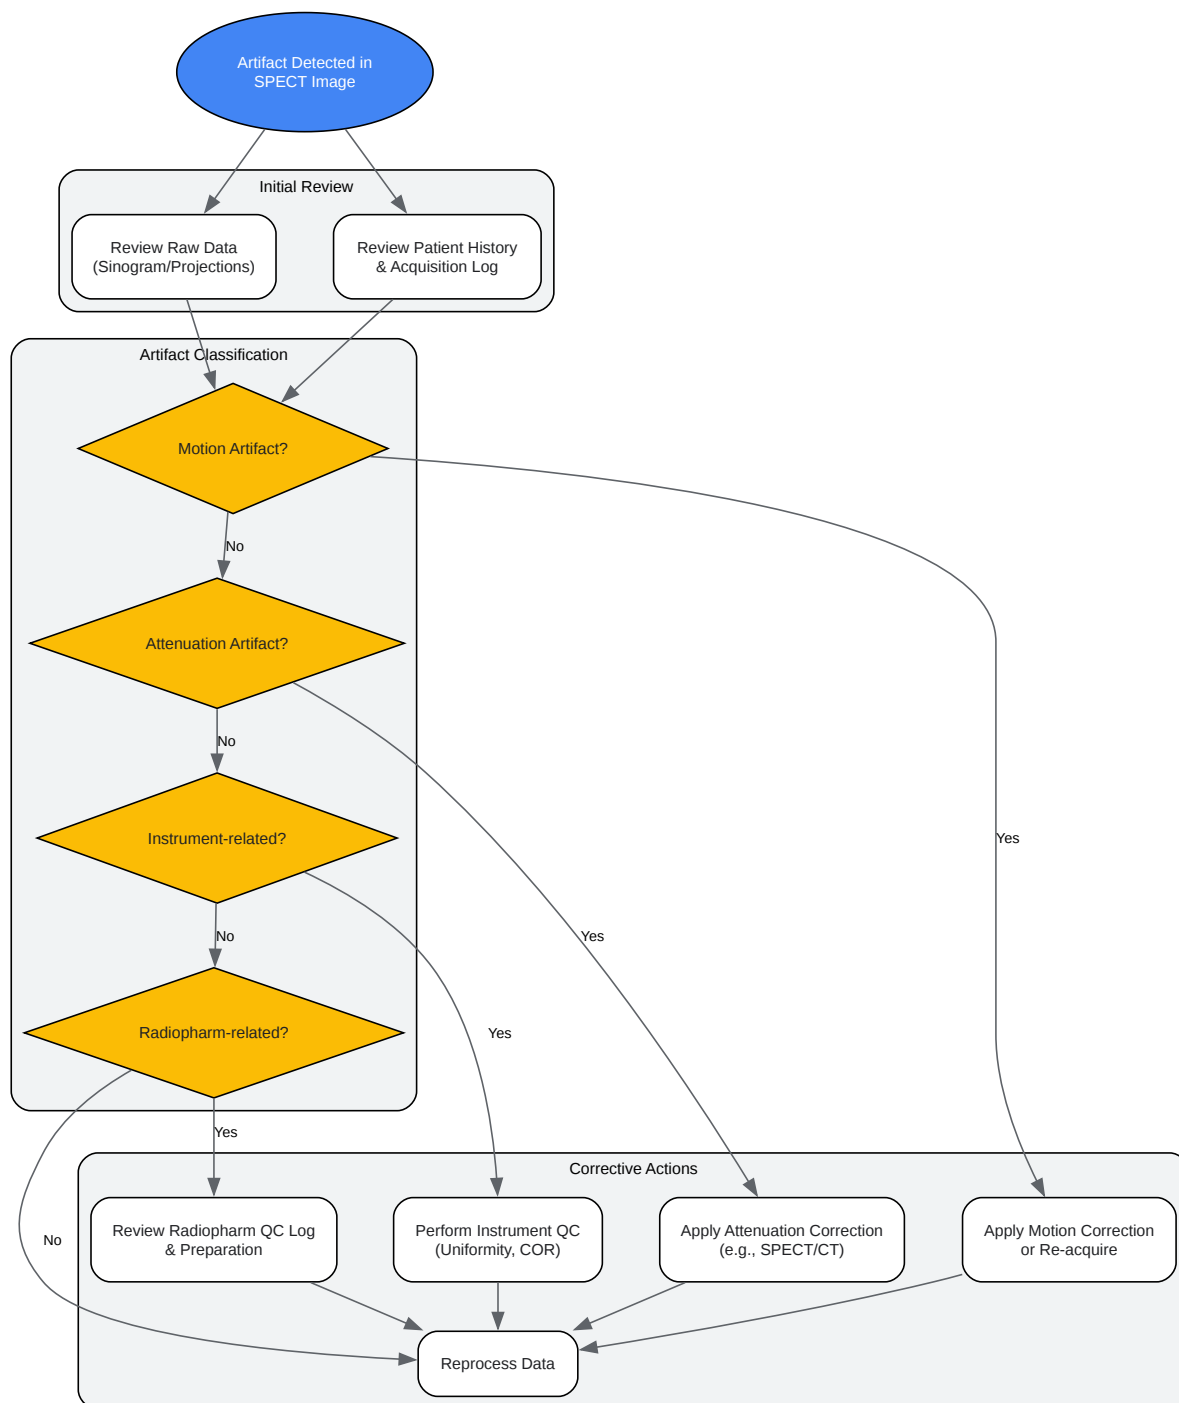 Artifact Detected in
SPECT Image
Initial Review
Review Raw Data
(Sinogram/Projections)
Review Patient History
& Acquisition Log
Artifact Classification
Motion Artifact?
No
Attenuation Artifact?
No
Instrument-related?
Yes
No
Yes
Radiopharm-related?
Yes
Yes
No
Corrective Actions
Review Radiopharm QC Log
& Preparation
Perform Instrument QC
(Uniformity, COR)
Apply Attenuation Correction
(e.g., SPECT/CT)
Apply Motion Correction
or Re-acquire
Reprocess Data